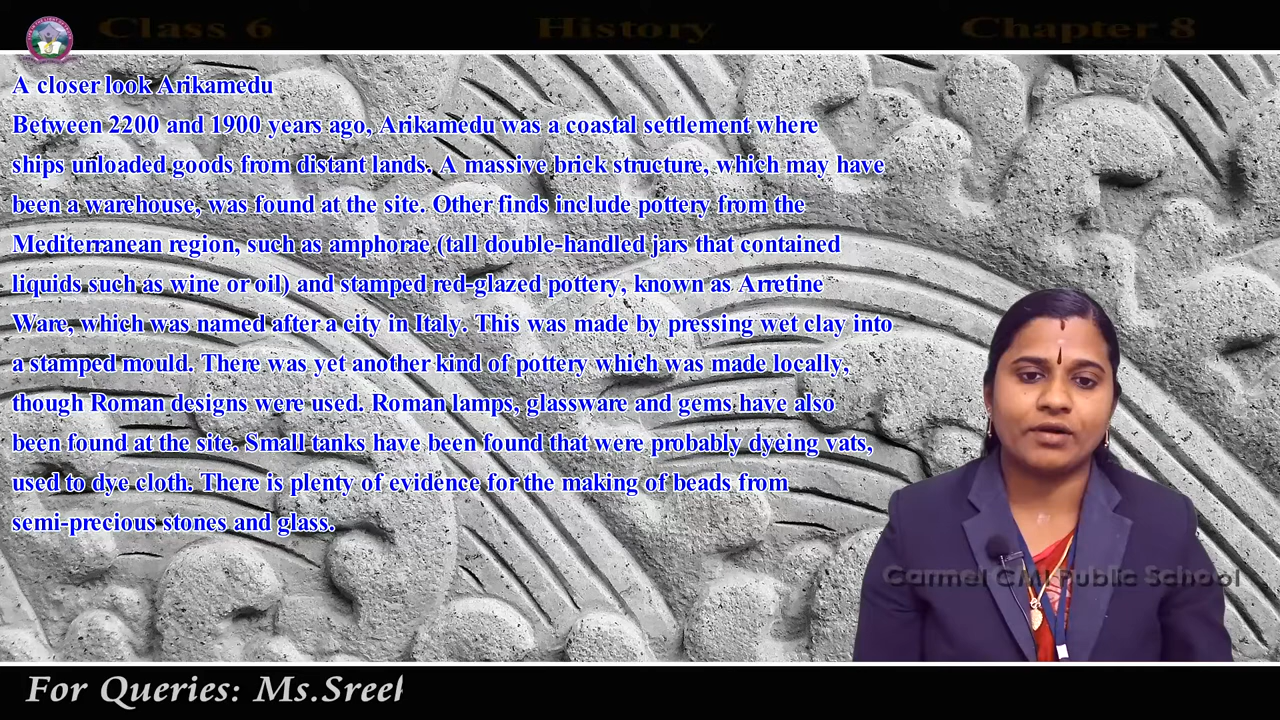 Class 6 History Chapter 8
A closer look Arikamedu
Between 2200 and 1900 years ago, Arikamedu was a coastal settlement where
ships unloaded goods from distant lands. A massive brick structure, which may have
been a warehouse, was found at the site. Other finds include pottery from the
Mediterranean region, such as amphorae (tall double-handled jars that contained
liquids such as wine or oil) and stamped red-glazed pottery, known as Arretine
Ware, which was named after a city in Italy. This was made by pressing wet clay into
a stamped mould. There was yet another kind of pottery which was made locally,
though Roman designs were used. Roman lamps, glassware and gems have also
been found at the site. Small tanks have been found that were probably dyeing vats,
used to dye cloth. There is plenty of evidence for the making of beads from
semi-precious stones and glass.
Carmel CMI Public School
For Queries: Ms.Sreel